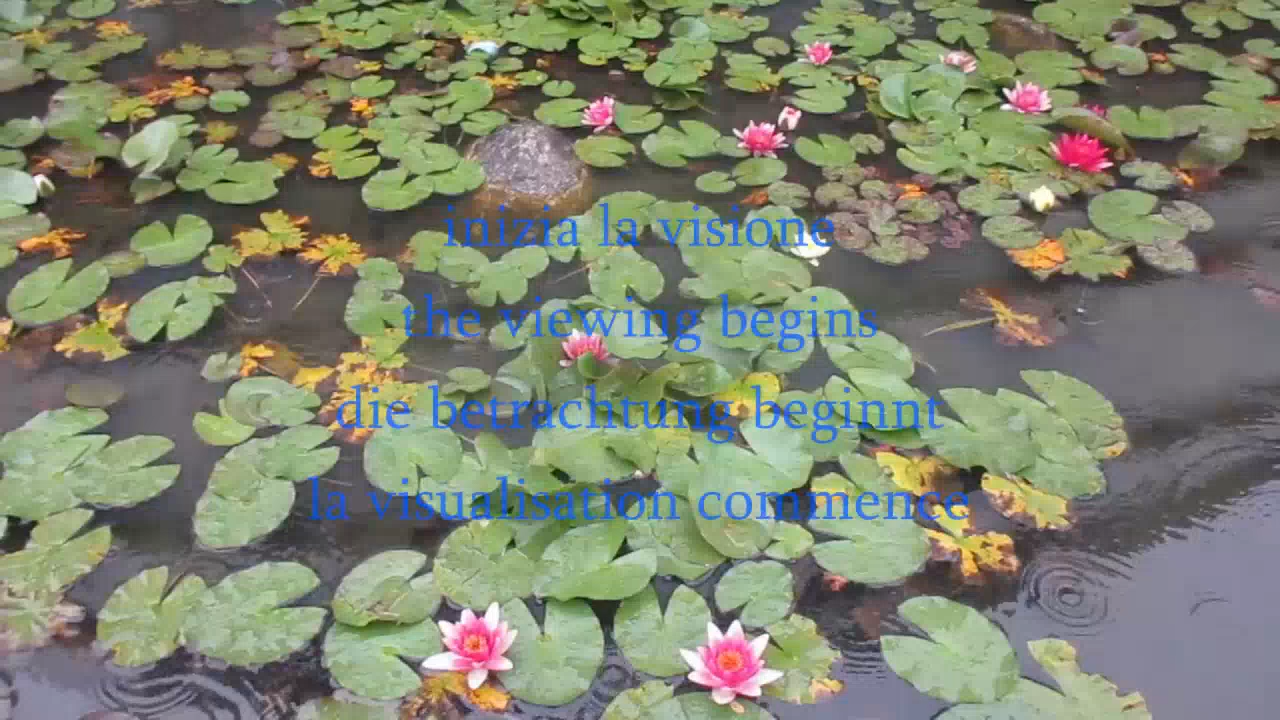 inizia la visione
the viewing begins
die betrachtung beginnt
la visualisation commence